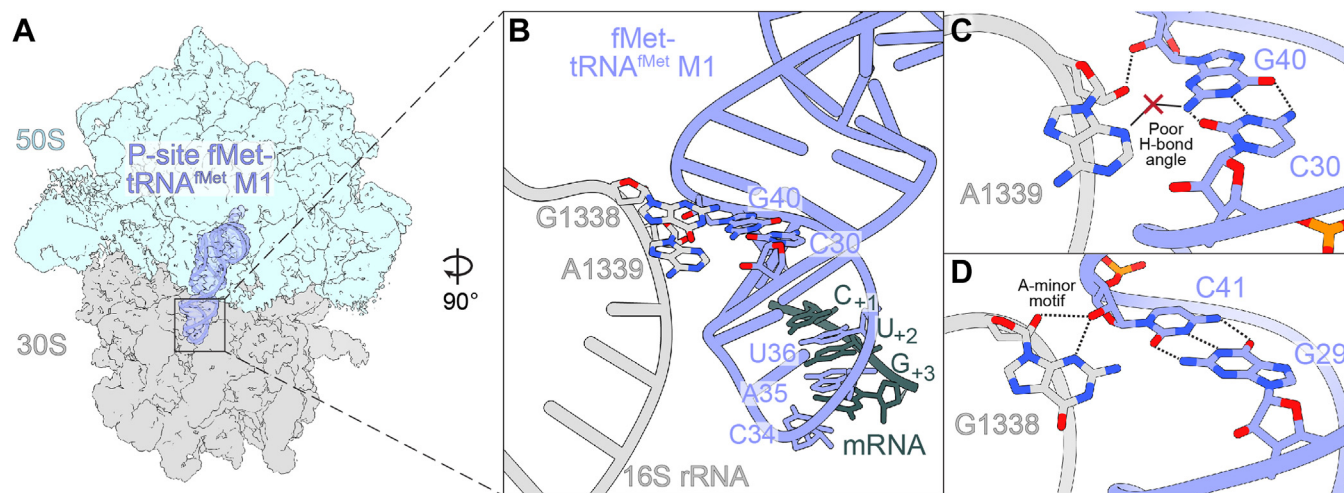 A
50S
P-site fMet-
tRNAfMet M1
30S
90°
B
fMet-
tRNAfMet M1
G1338
A1339
G40
C30
C+1
U+2
G+3
U36
A35
C34
mRNA
16S rRNA
C
G40
Poor
H-bond
angle
A1339
C30
D
A-minor
motif
C41
G29
G1338